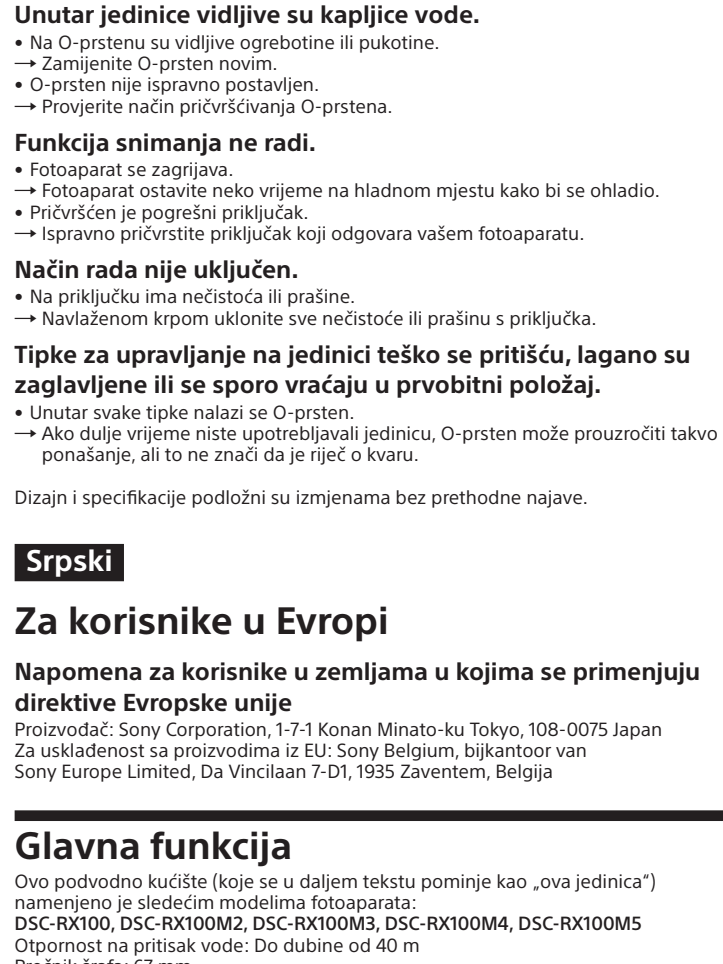 Unutar jedinice vidljive su kapljice vode.
• Na O-prstenu su vidljive ogrebotine ili pukotine.
→ Zamijenite O-prsten novim.
• O-prsten nije ispravno postavljen.
→ Provjerite način pričvršćivanja O-prstena.
Funkcija snimanja ne radi.
• Fotoaparat se zagrijava.
→ Fotoaparat ostavite neko vrijeme na hladnom mjestu kako bi se ohladio.
• Pričvršćen je pogrešni priključak.
→ Ispravno pričvrstite priključak koji odgovara vašem fotoaparatu.
Način rada nije uključen.
• Na priključku ima nečistoća ili prašine.
→ Navlaženom krpom uklonite sve nečistoće ili prašinu s priključka.
Tipke za upravljanje na jedinici teško se pritišću, lagano su
zaglavljene ili se sporo vraćaju u prvobitni položaj.
• Unutar svake tipke nalazi se O-prsten.
→ Ako dulje vrijeme niste upotrebljavali jedinicu, O-prsten može prouzročiti takvo
ponašanje, ali to ne znači da je riječ o kvaru.
Dizajn i specifikacije podložni su izmjenama bez prethodne najave.
Srpski
Za korisnike u Evropi
Napomena za korisnike u zemljama u kojima se primenjuju
direktive Evropske unije
Proizvođač: Sony Corporation, 1-7-1 Konan Minato-ku Tokyo, 108-0075 Japan
Za usklađenost sa proizvodima iz EU: Sony Belgium, bijkantoor van
Sony Europe Limited, Da Vincilaan 7-D1, 1935 Zaventem, Belgija
Glavna funkcija
Ovo podvodno kućište (koje se u daljem tekstu pominje kao „ova jedinica“)
namenjeno je sledećim modelima fotoaparata:
DSC-RX100, DSC-RX100M2, DSC-RX100M3, DSC-RX100M4, DSC-RX100M5
Otpornost na pritisak vode: Do dubine od 40 m